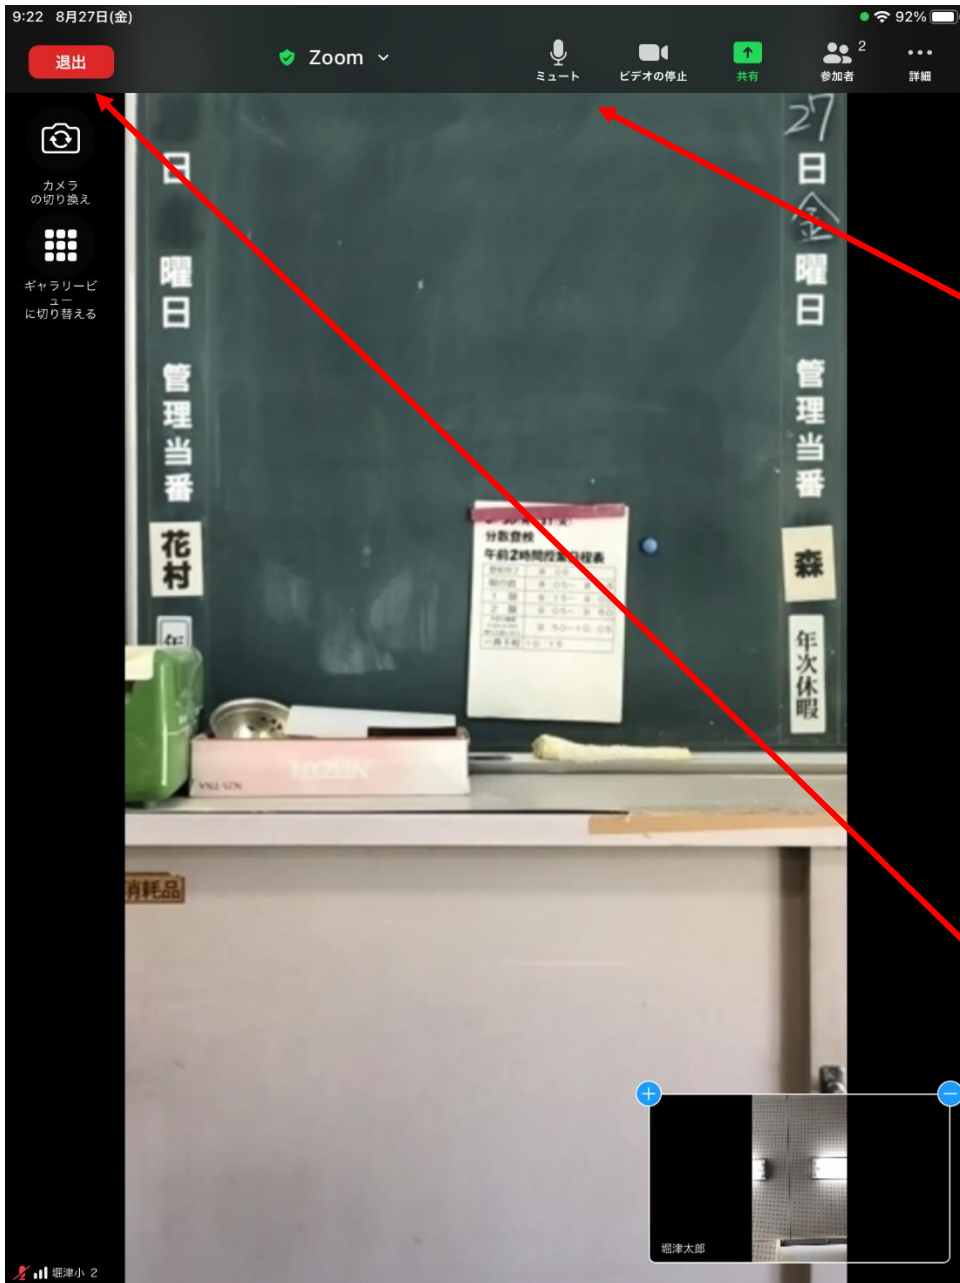 9:22 8月27日(金)
92%
退出
Zoom
ミュート
ビデオの停止
共有
参加者
2
詳細
カメラ
の切り換え
ギャラリービ
ュー
に切り替える
日
曜
日
管
理
当
番
花
村
27
日
金
曜
日
管
理
当
番
森
年
次
休
暇
分散登校
午前2時間授業日程表
消耗品
堀津太郎
堀津小 2